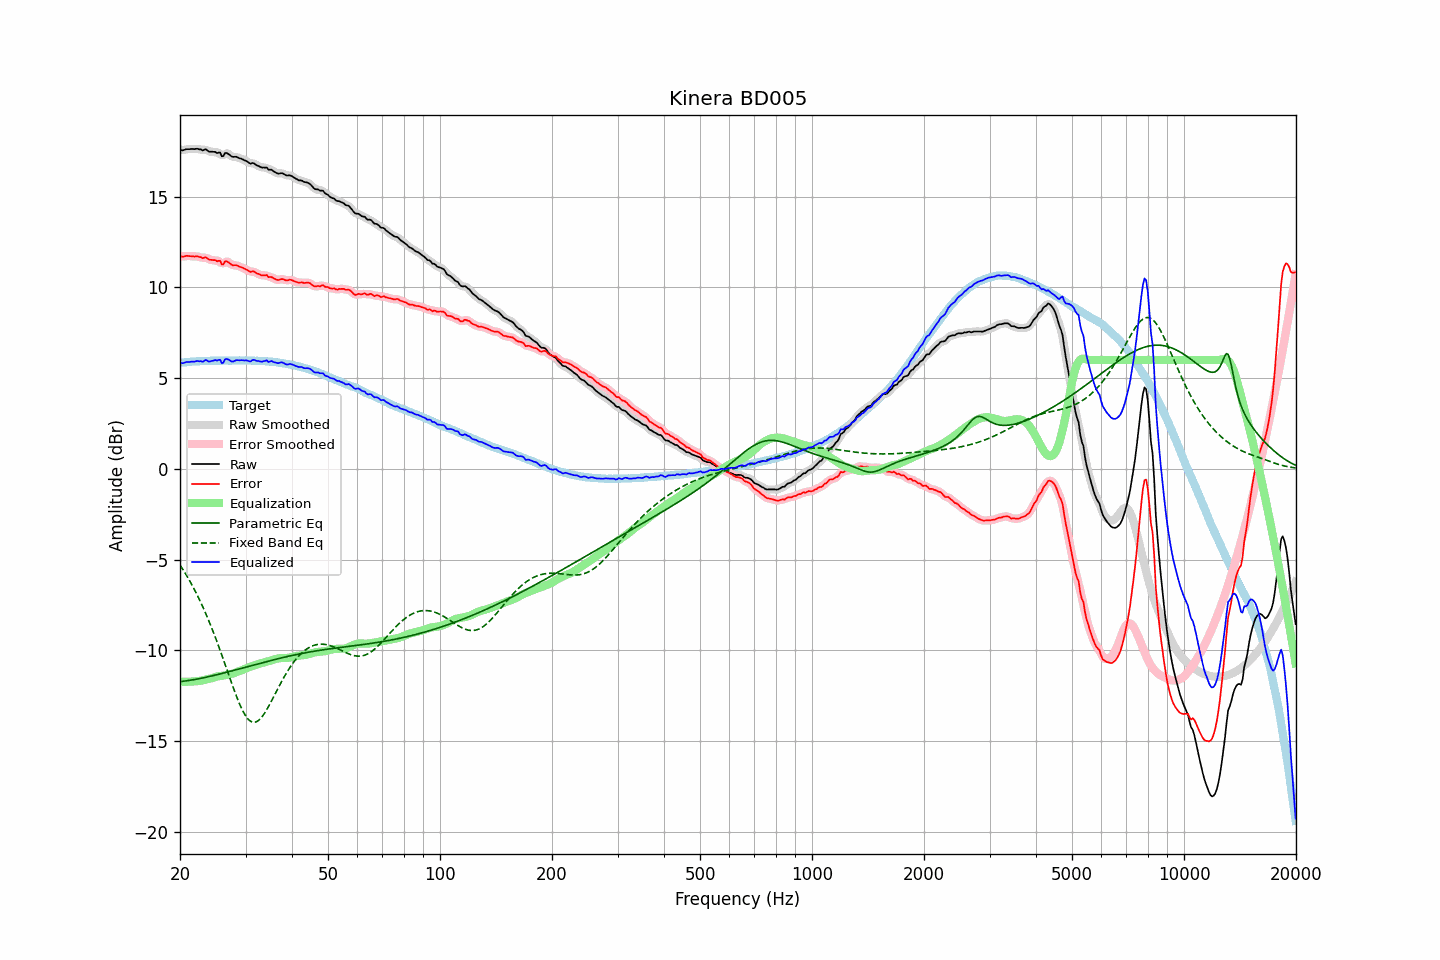 Kinera BD005
Amplitude (dBr)
15
10
5
0
−5
−10
−15
−20
Target
Raw Smoothed
Error Smoothed
Raw
Error
Equalization
Parametric Eq
Fixed Band Eq
Equalized
20 50 100 200 500 1000 2000 5000 10000 20000
Frequency (Hz)